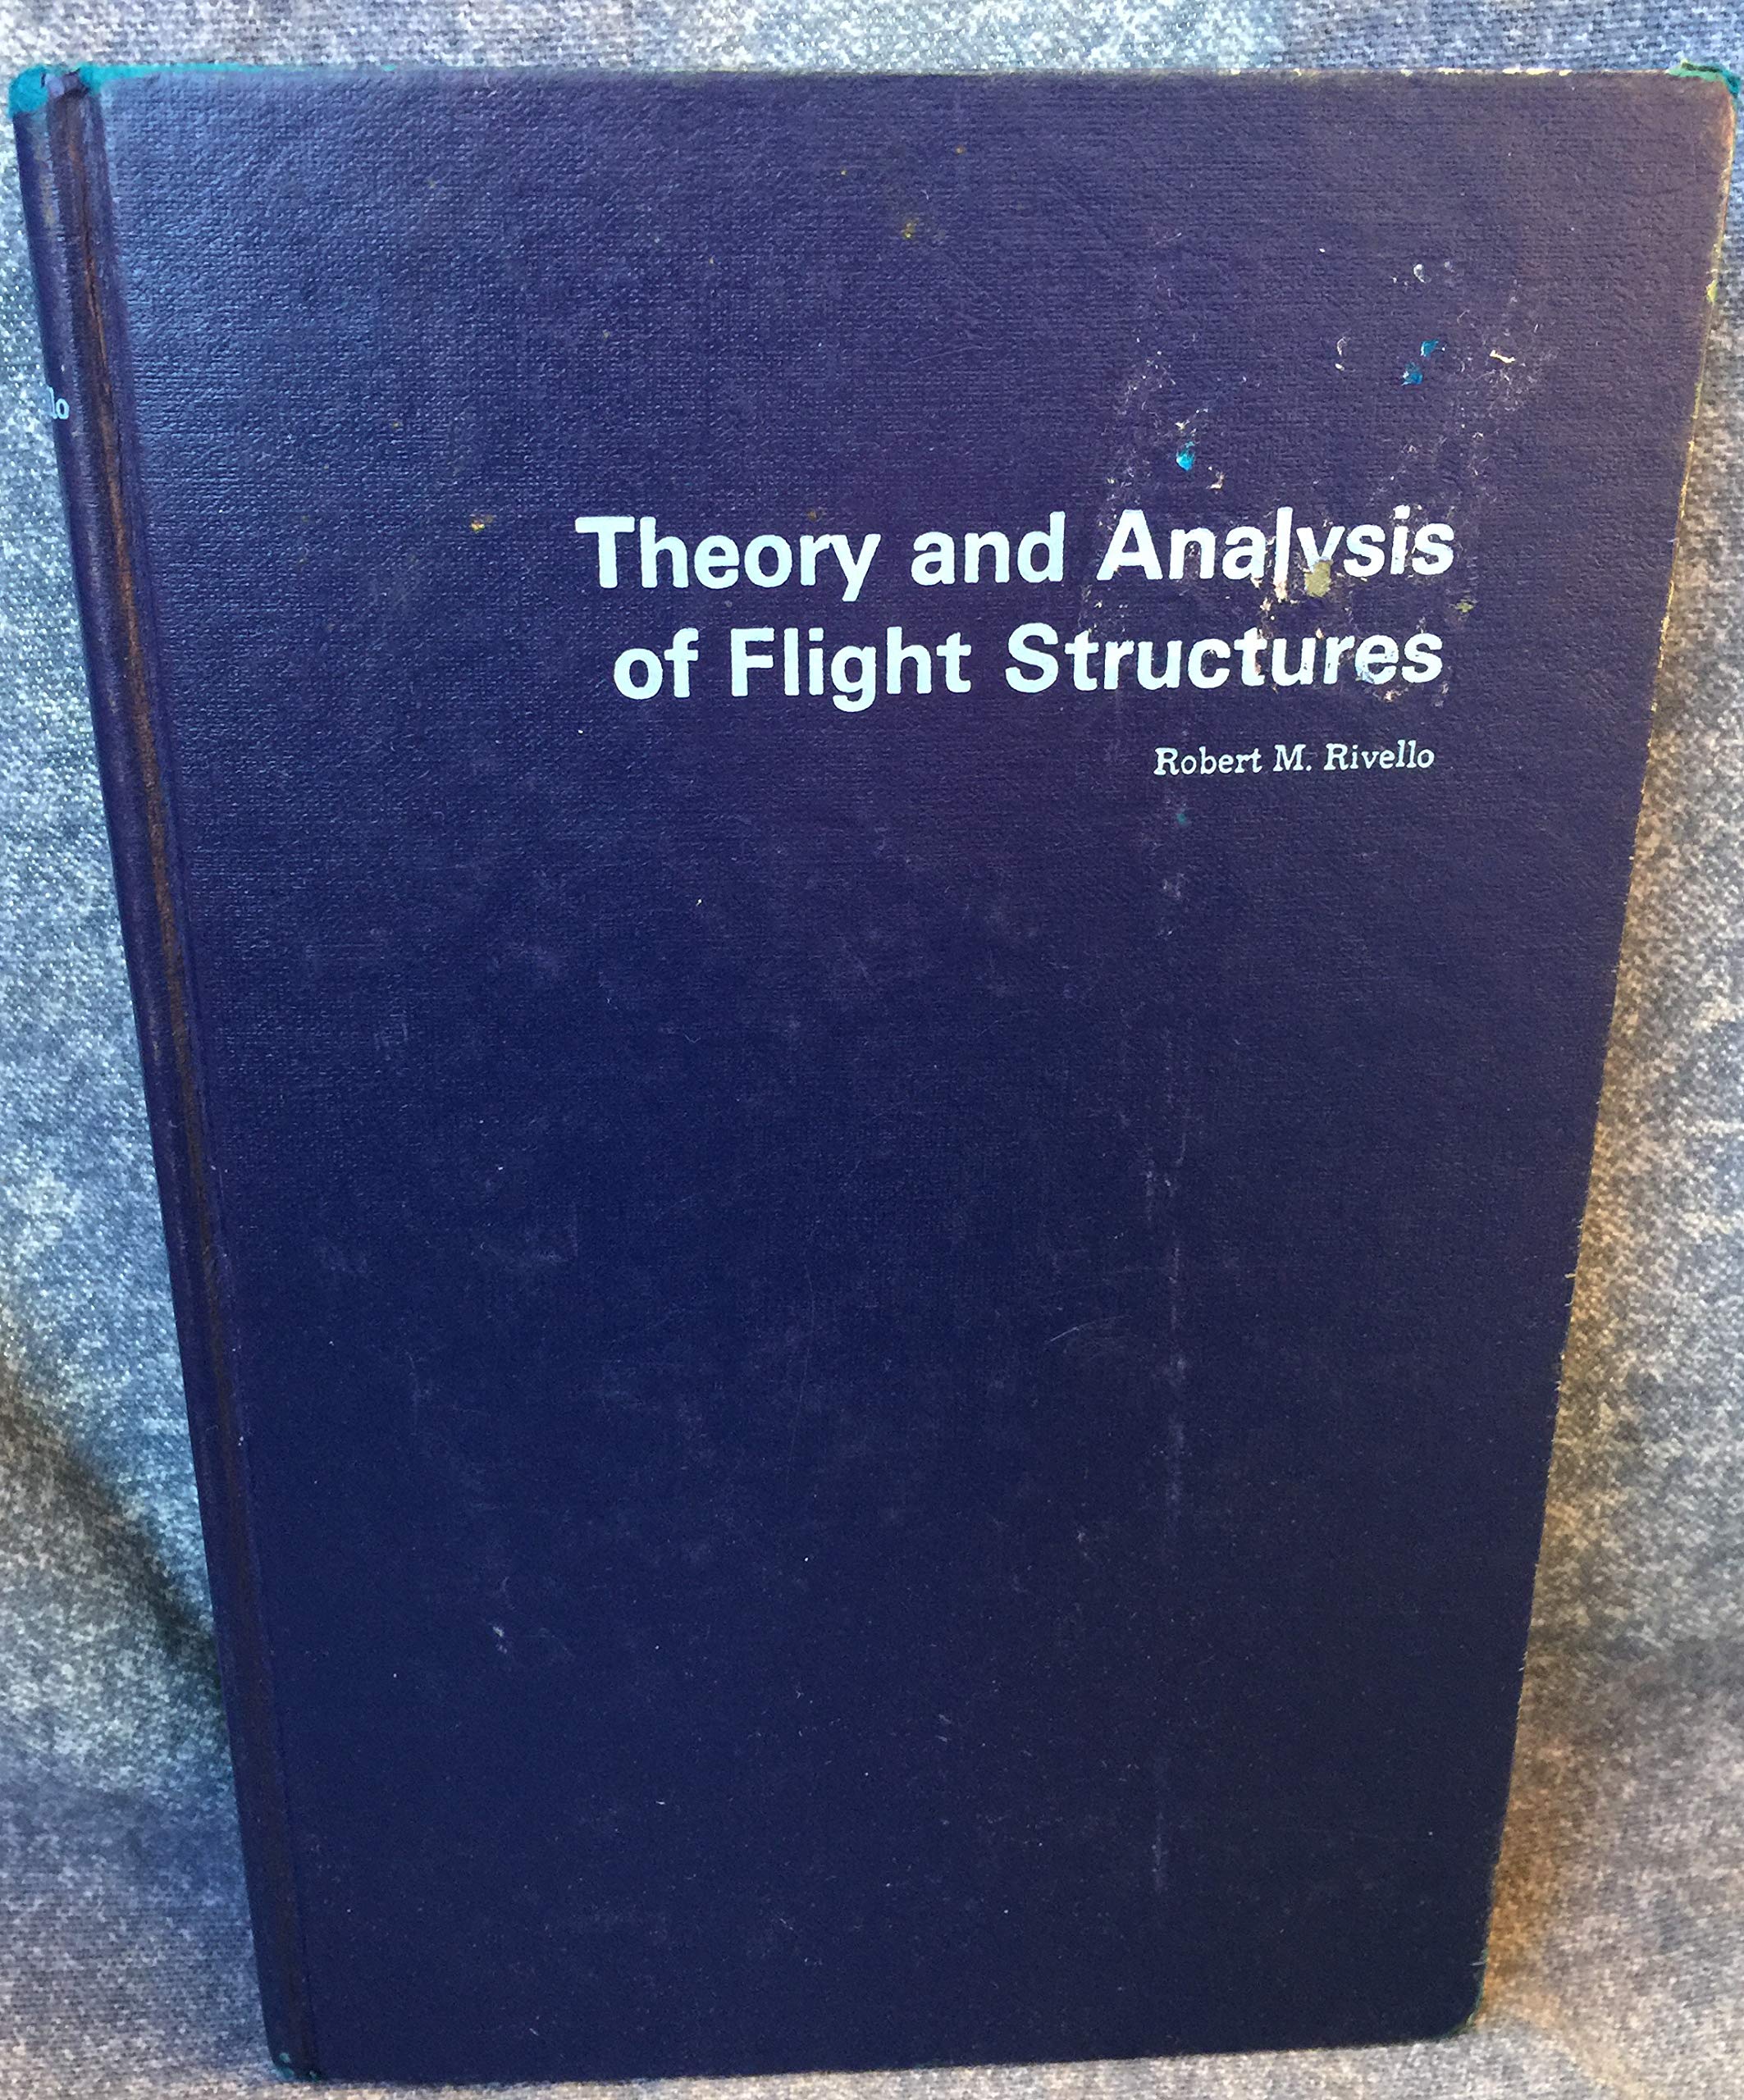 Theory and Analysis
of Flight Structures
Robert M. Rivello